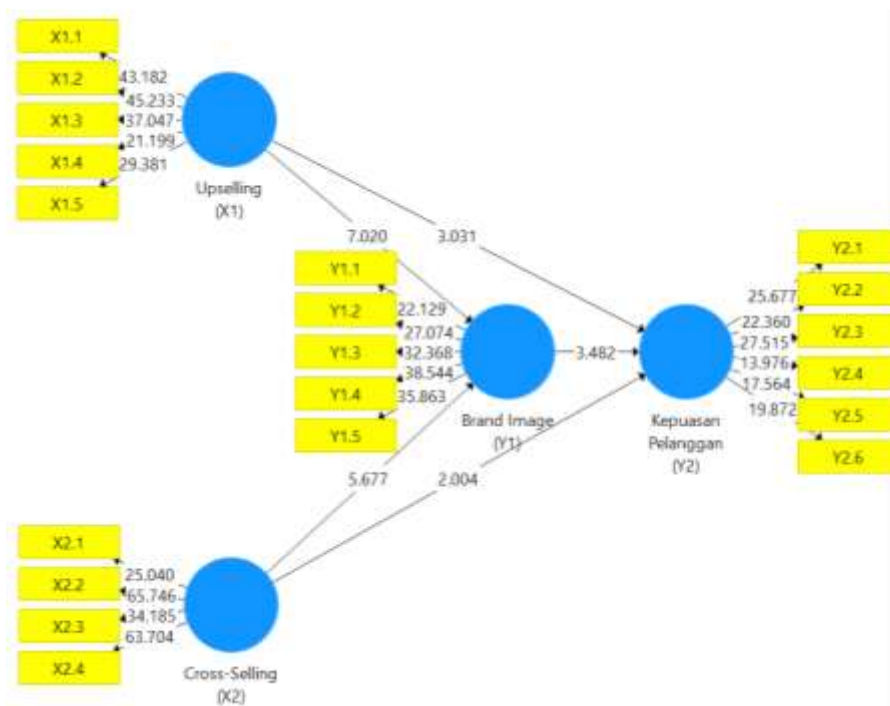 X1.1
X1.2
X1.3
X1.4
X1.5
43.182
45.233
37.047
21.199
29.381
Upselling
(X1)
7.020
3.031
Y1.1
Y1.2
Y1.3
Y1.4
Y1.5
22.129
27.074
32.368
38.544
35.863
Brand Image
(Y1)
3.482
Y2.1
Y2.2
Y2.3
Y2.4
Y2.5
Y2.6
25.677
22.360
27.515
13.976
17.564
19.872
Kepuasan
Pelanggan
(Y2)
5.677
2.004
X2.1
X2.2
X2.3
X2.4
25.040
65.746
34.185
63.704
Cross-Selling
(X2)